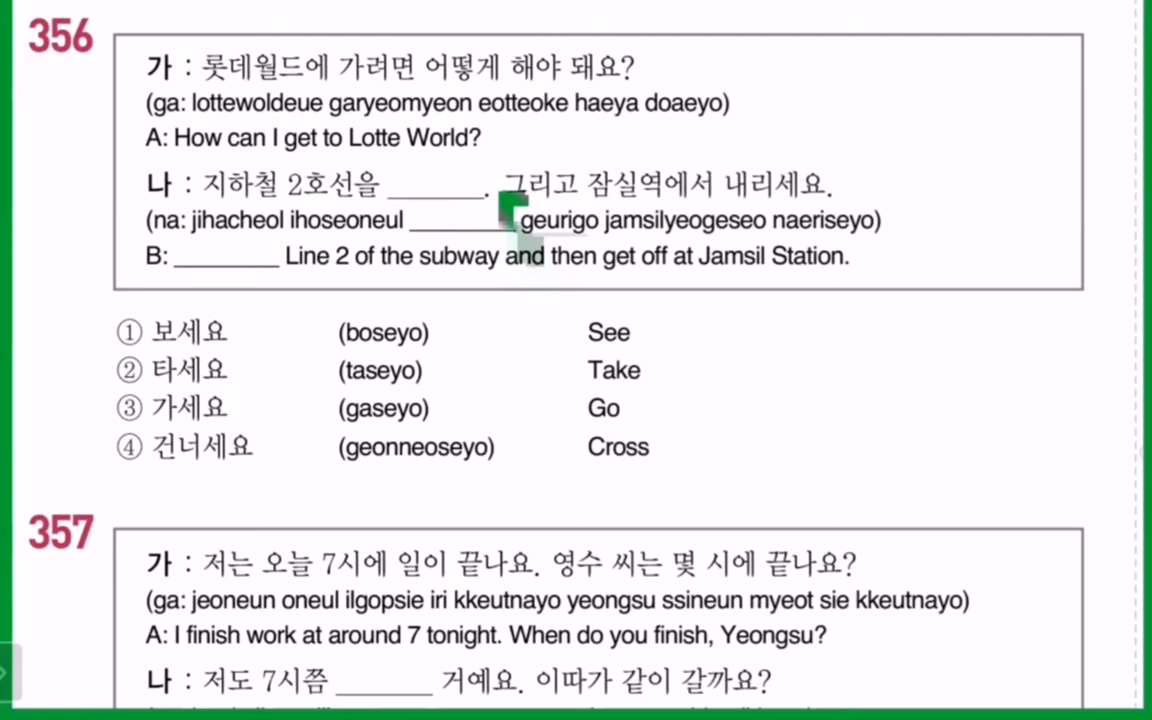 356
가 : 롯데월드에 가려면 어떻게 해야 돼요?
(ga: lottewoldeue garyeomyeon eotteoke haeya doaeyo)
A: How can I get to Lotte World?
나 : 지하철 2호선을 ________. 그리고 잠실역에서 내리세요.
(na: jihacheol ihoseoneul _________ geurigo jamsilyeogeseo naeriseyo)
B: _________ Line 2 of the subway and then get off at Jamsil Station.
① 보세요 (boseyo) See
② 타세요 (taseyo) Take
③ 가세요 (gaseyo) Go
④ 건너세요 (geonneoseyo) Cross
357
가 : 저는 오늘 7시에 일이 끝나요. 영수 씨는 몇 시에 끝나요?
(ga: jeoneun oneul ilgopsie iri kkeutnayo yeongsu ssineun myeot sie kkeutnayo)
A: I finish work at around 7 tonight. When do you finish, Yeongsu?
나 : 저도 7시쯤 ________ 거예요. 이따가 같이 갈까요?